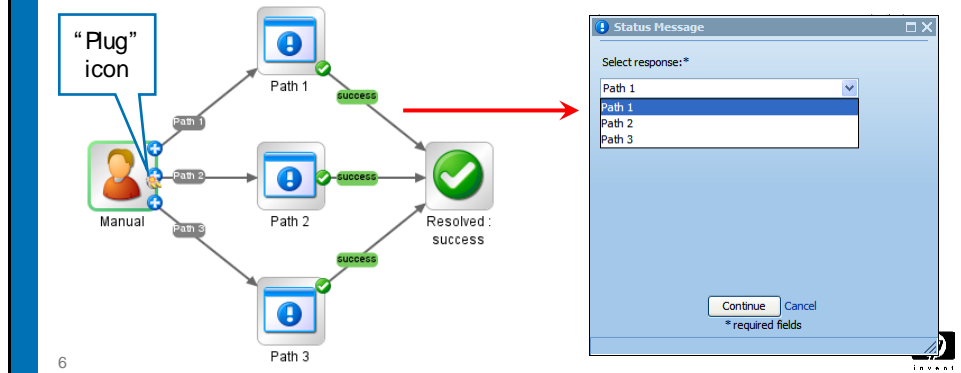 “Plug”
icon
Path 1
success
Path 1
Manual
Path 2
success
Path 2
Path 3
success
Path 3
Resolved :
success
Status Message
Select response:*
Path 1
Path 1
Path 2
Path 3
Continue Cancel
* required fields
6
invent